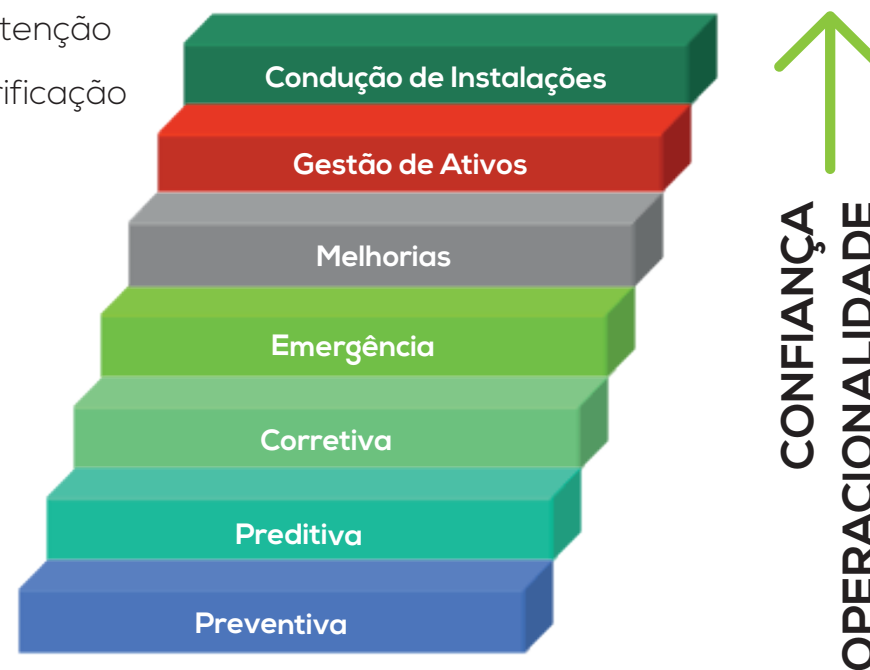 tenção
rificação
Condução de Instalações
Gestão de Ativos
Melhorias
Emergência
Corretiva
Preditiva
Preventiva
CONFIANÇA
OPERACIONALIDADE